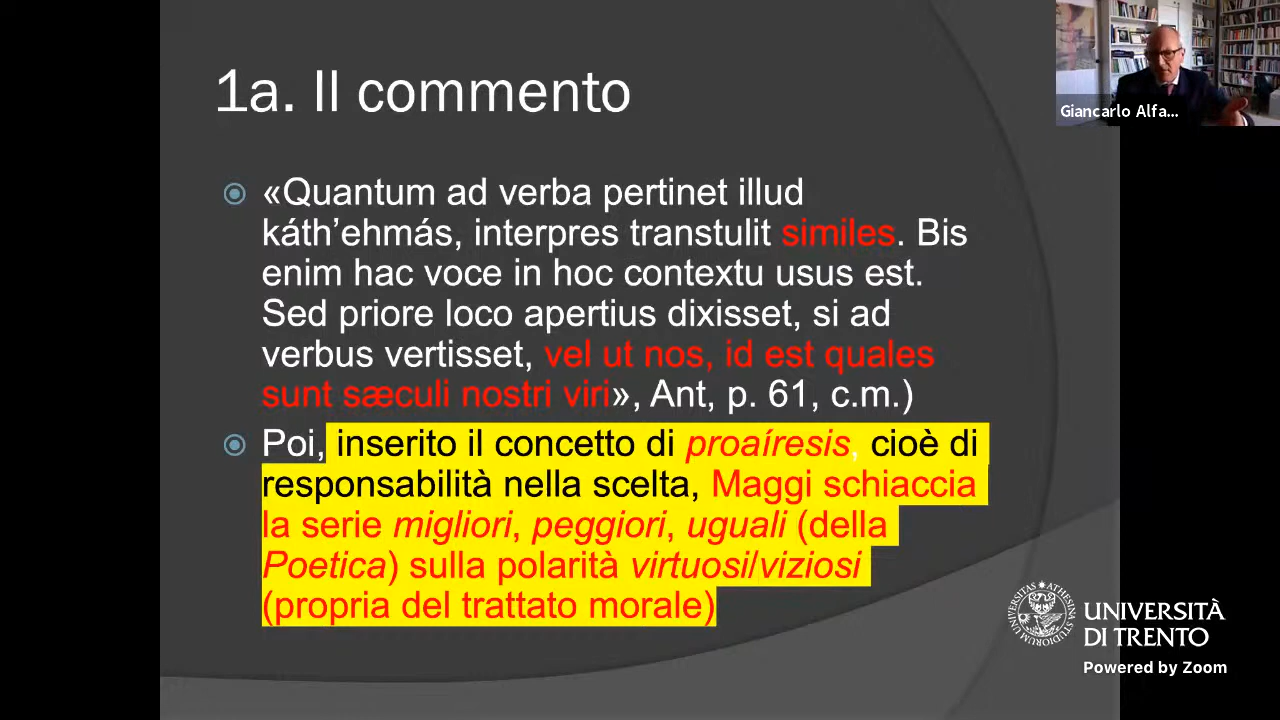 1a. Il commento
Giancarlo Alfa...
«Quantum ad verba pertinet illud
káth’ehmás, interpres transtulit similes. Bis
enim hac voce in hoc contextu usus est.
Sed priore loco apertius dixisset, si ad
verbus vertisset, vel ut nos, id est quales
sunt sæculi nostri viri», Ant, p. 61, c.m.)
Poi, inserito il concetto di proaíresis, cioè di
responsabilità nella scelta, Maggi schiaccia
la serie migliori, peggiori, uguali (della
Poetica) sulla polarità virtuosi/viziosi
(propria del trattato morale)
UNIVERSITÀ
DI TRENTO
Powered by Zoom